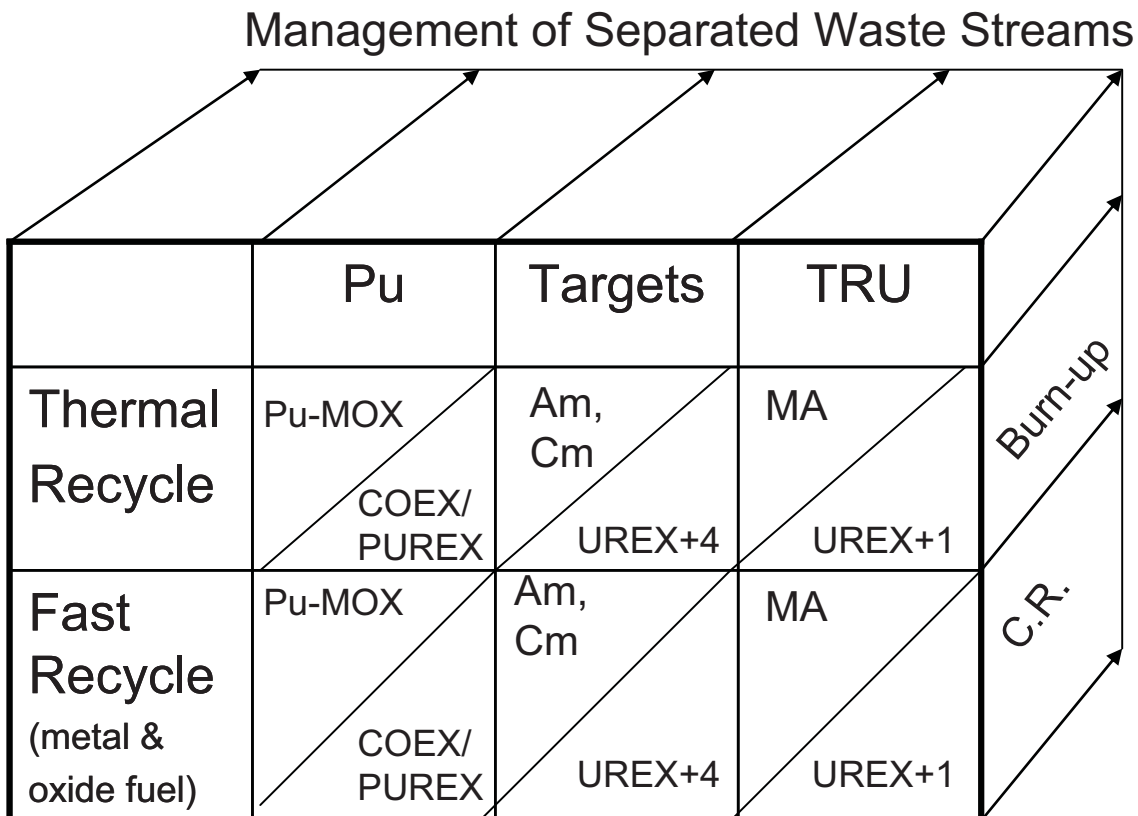 Management of Separated Waste Streams
Pu
Targets
TRU
Thermal
Recycle
Pu-MOX
COEX/
PUREX
Am,
Cm
UREX+4
MA
UREX+1
Burn-up
Fast
Recycle
(metal &
oxide fuel)
Pu-MOX
COEX/
PUREX
Am,
Cm
UREX+4
MA
UREX+1
C.R.